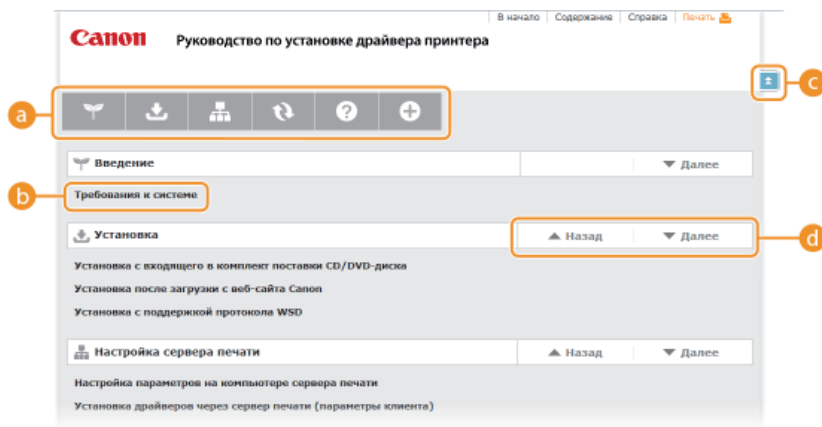 В начало Содержание Справка Печать
Canon Руководство по установке драйвера принтера
c
a
Введение Далее
b Требования к системе
Установка Назад Далее d
Установка с входящего в комплект поставки CD/DVD-диска
Установка после загрузки с веб-сайта Canon
Установка с поддержкой протокола WSD
Настройка сервера печати Назад Далее
Настройка параметров на компьютере сервера печати
Установка драйверов через сервер печати (параметры клиента)